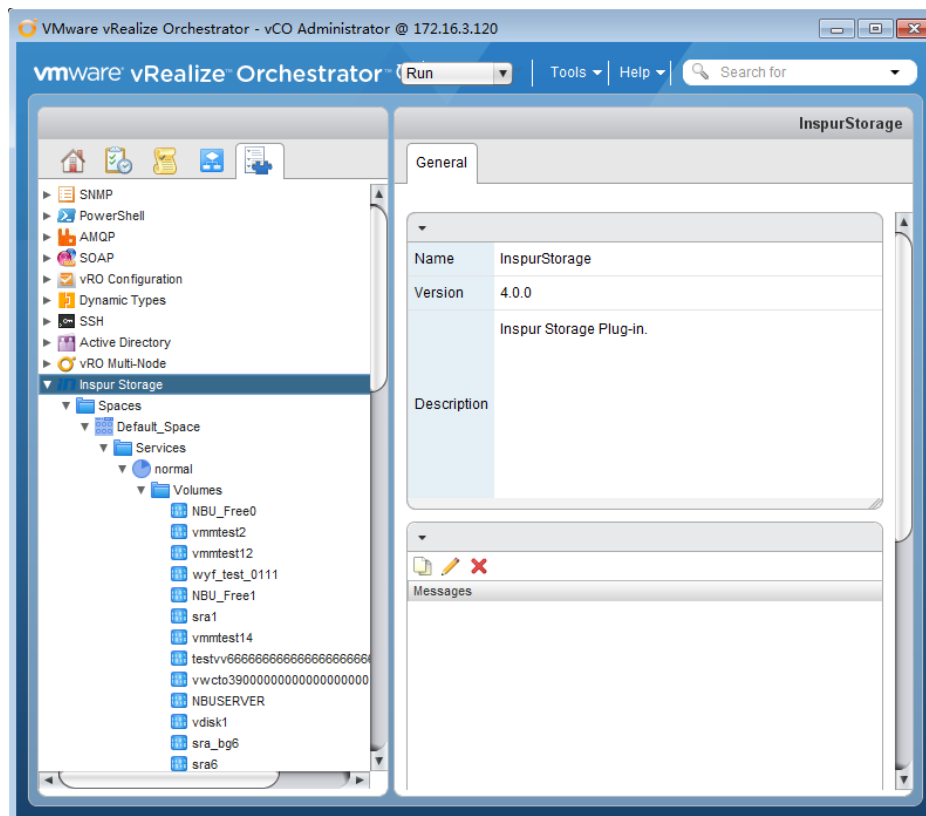 VMware vRealize Orchestrator - vCO Administrator @ 172.16.3.120
vmware vRealize™ Orchestrator™
Run
Tools
Help
Search for
InspurStorage
General
SNMP
PowerShell
AMQP
SOAP
vRO Configuration
Dynamic Types
SSH
Active Directory
vRO Multi-Node
Inspur Storage
Spaces
Default_Space
Services
normal
Volumes
NBU_Free0
vmmtest2
vmmtest12
wyf_test_0111
NBU_Free1
sra1
vmmtest14
NBUSERVER
vdisk1
sra_bg6
sra6
Name InspurStorage
Version 4.0.0
Description Inspur Storage Plug-in.
Messages